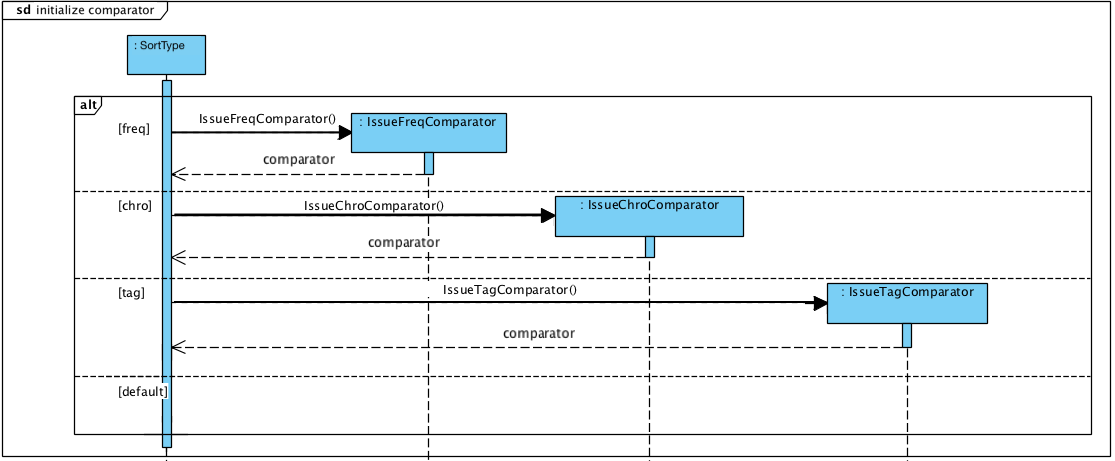 sd initialize comparator
: SortType
alt
[freq]
IssueFreqComparator()
: IssueFreqComparator
comparator
[chro]
IssueChroComparator()
: IssueChroComparator
comparator
[tag]
IssueTagComparator()
: IssueTagComparator
comparator
[default]